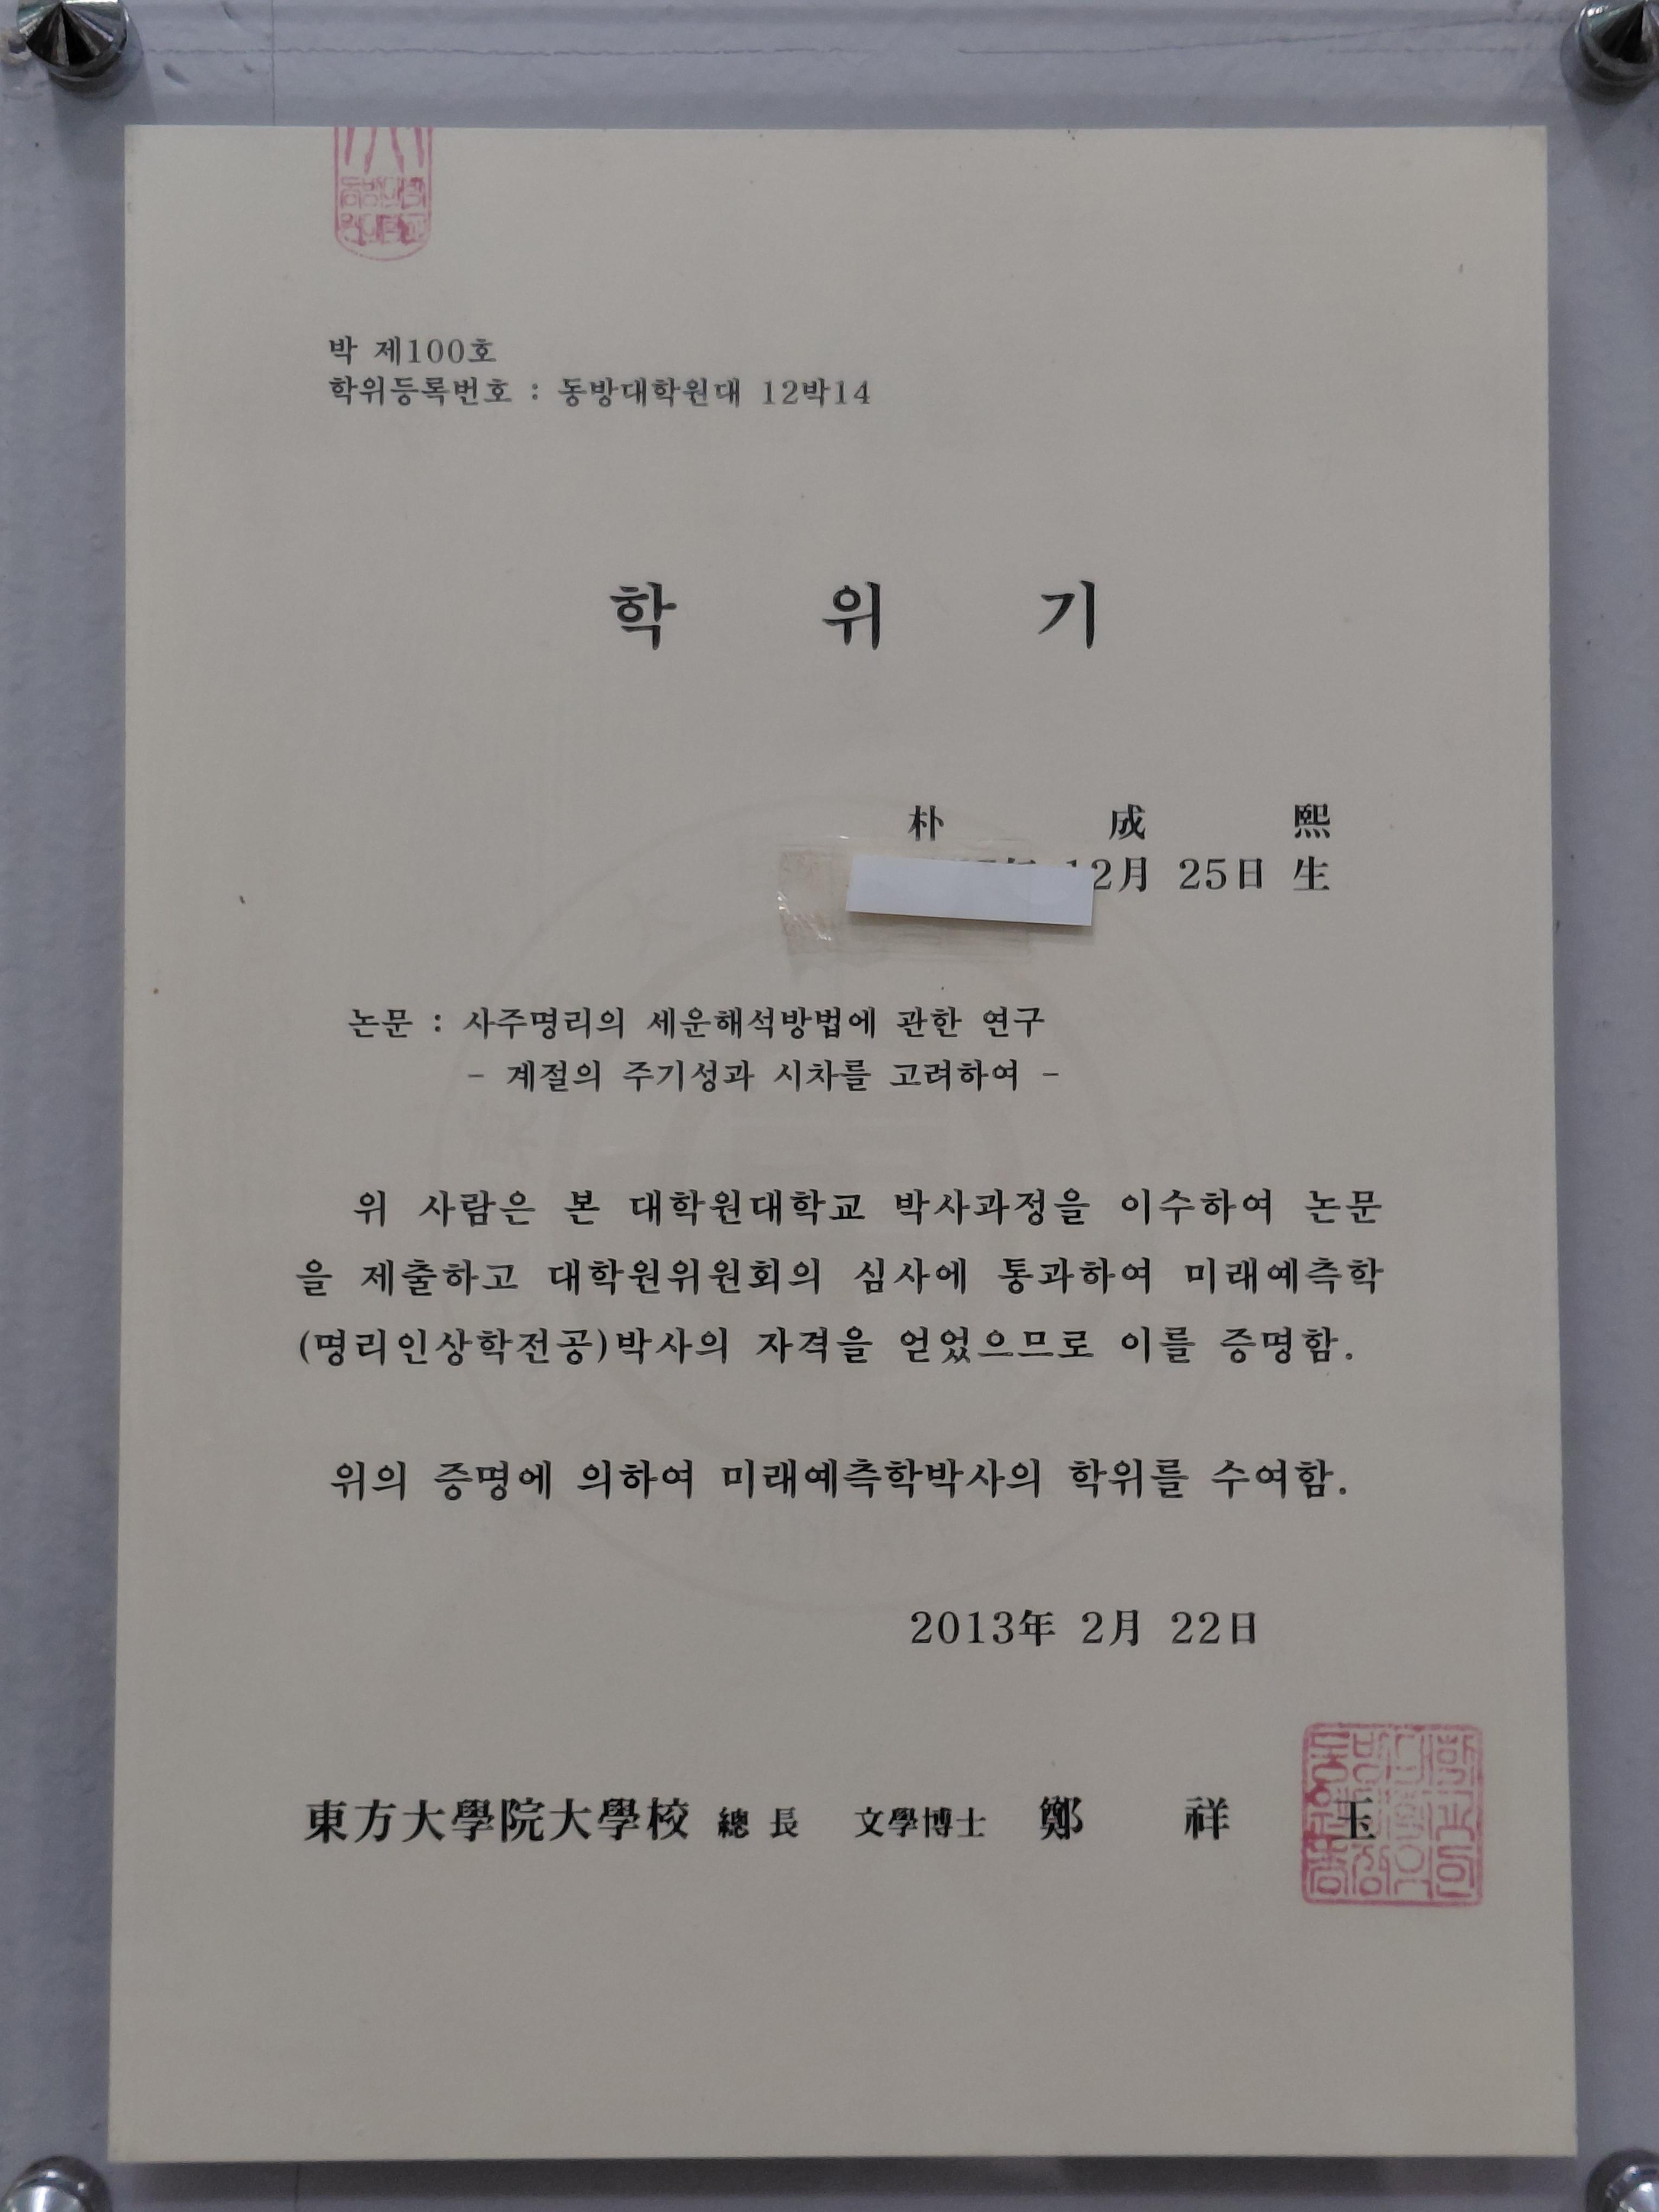 박 제100호
학위등록번호 : 동방대학원대 12박14
학 위 기
朴 成 熙
12月 25日 生
논문 : 사주명리의 세운해석방법에 관한 연구
- 계절의 주기성과 시차를 고려하여 -
위 사람은 본 대학원대학교 박사과정을 이수하여 논문
을 제출하고 대학원위원회의 심사에 통과하여 미래예측학
(명리인상학전공)박사의 자격을 얻었으므로 이를 증명함.
위의 증명에 의하여 미래예측학박사의 학위를 수여함.
2013年 2月 22日
東方大學院大學校 總 長 文學博士 鄭 祥 玉